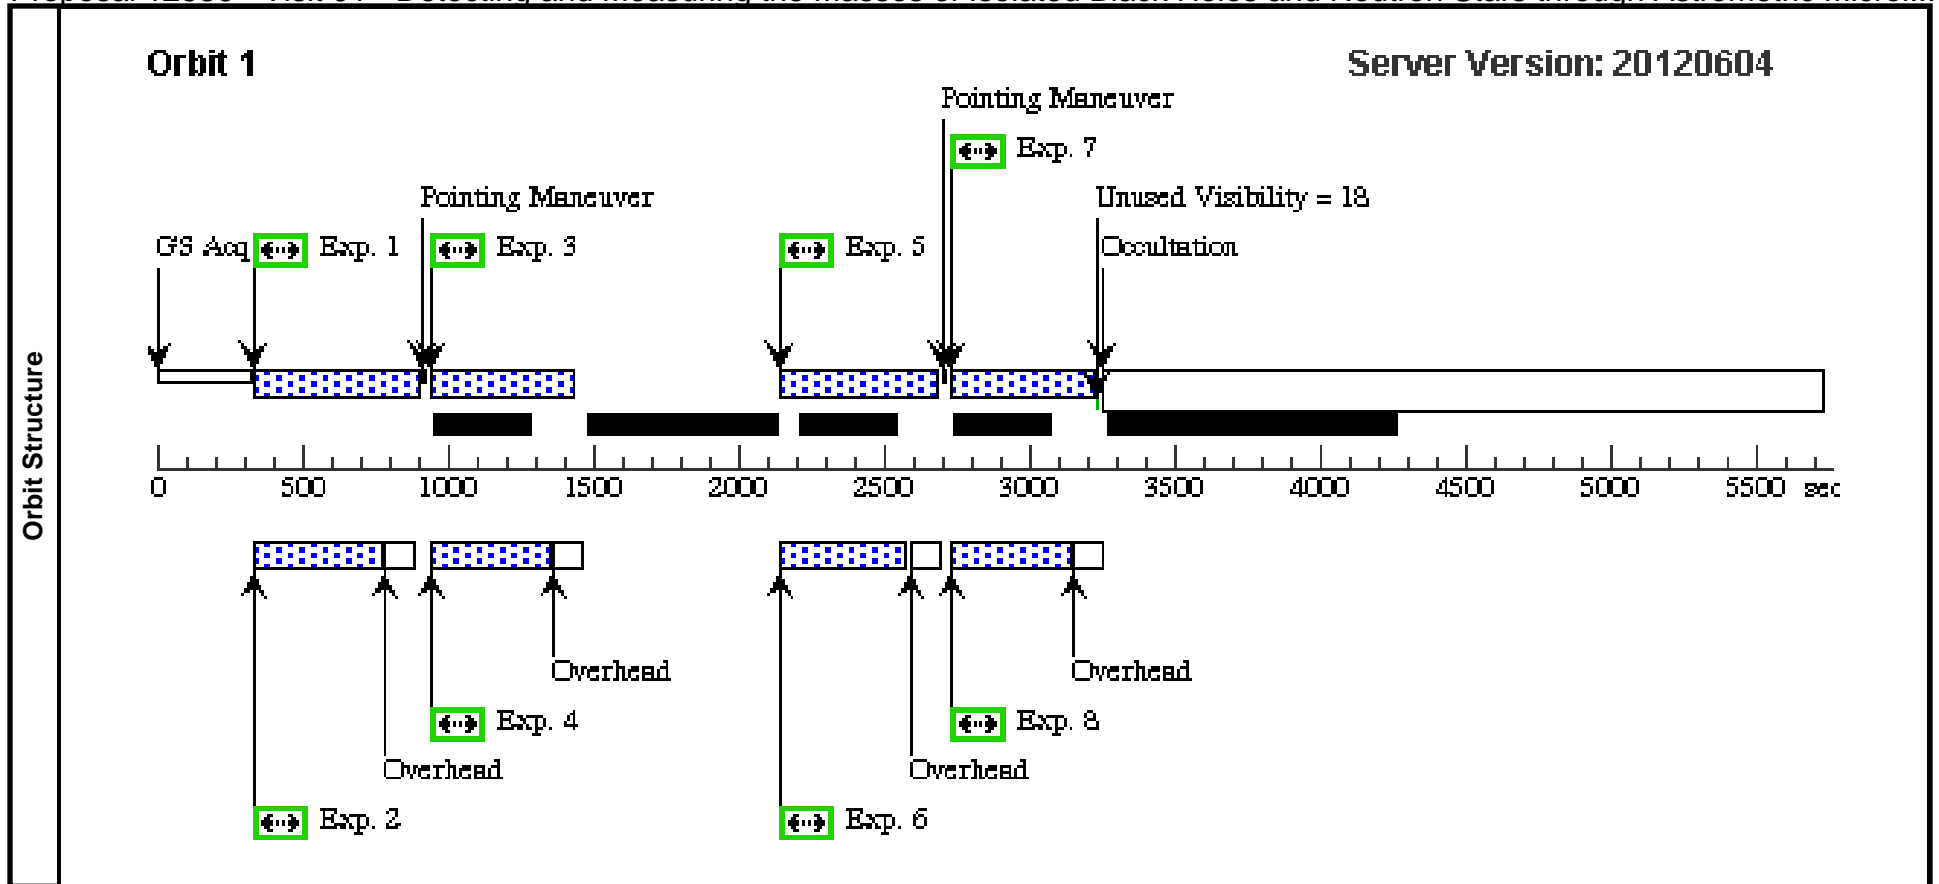 Orbit 1
Server Version: 20120604
Pointing Maneuver
Exp. 7
Pointing Maneuver
Unused Visibility = 18
GS Acq
Exp. 1
Exp. 3
Exp. 5
Occultation
Orbit Structure
0 500 1000 1500 2000 2500 3000 3500 4000 4500 5000 5500 sec
Overhead
Overhead
Exp. 4
Exp. 8
Overhead
Overhead
Exp. 2
Exp. 6